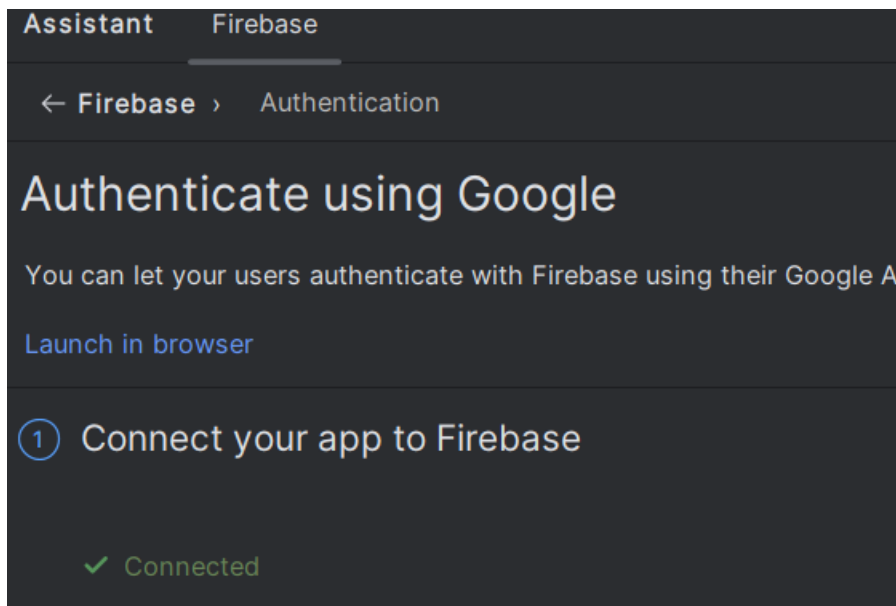 Assistant Firebase
← Firebase › Authentication
Authenticate using Google
You can let your users authenticate with Firebase using their Google A
Launch in browser
1 Connect your app to Firebase
✓ Connected